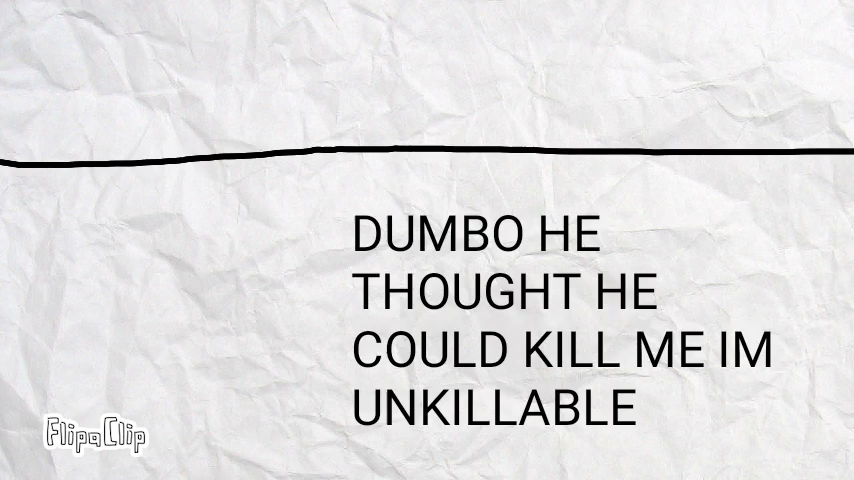 DUMBO HE
THOUGHT HE
COULD KILL ME IM
UNKILLABLE
FlipaClip